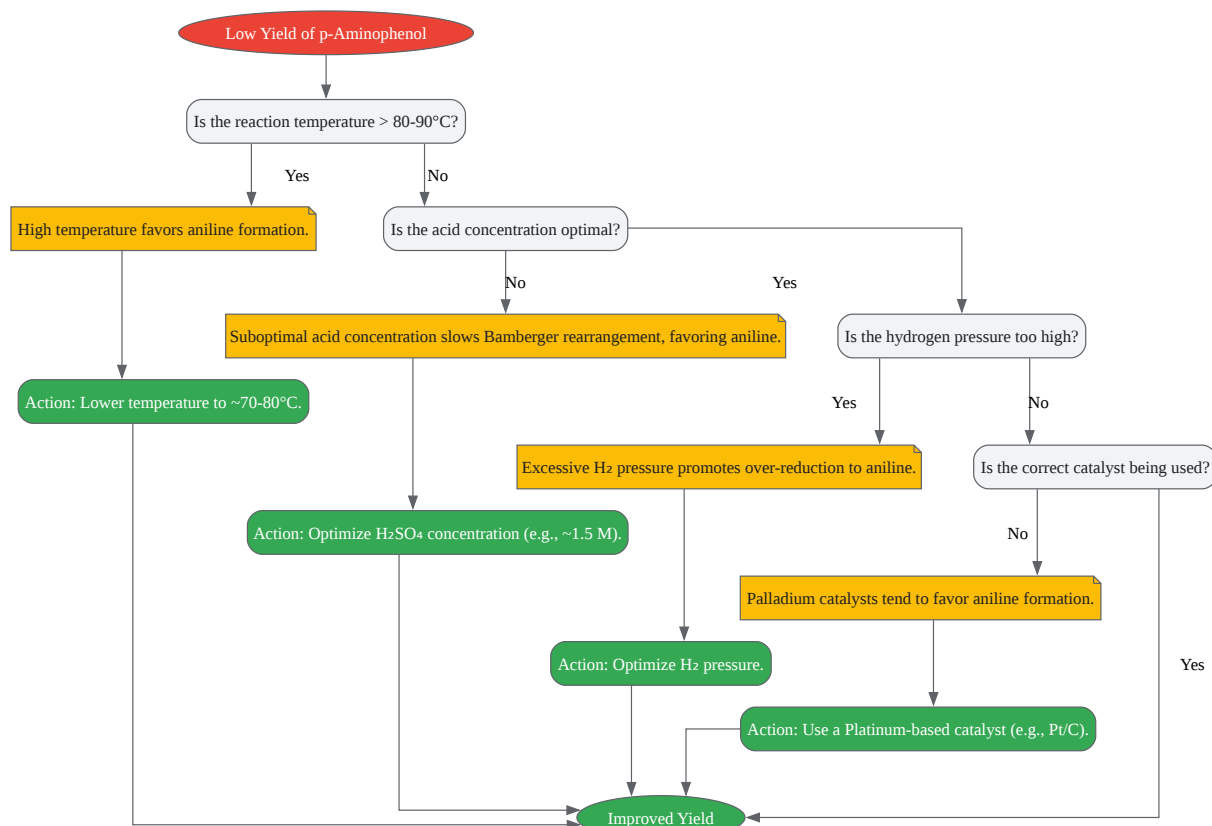 Low Yield of p-Aminophenol
Is the reaction temperature > 80-90°C?
Yes
No
High temperature favors aniline formation.
Is the acid concentration optimal?
No
Yes
Suboptimal acid concentration slows Bamberger rearrangement, favoring aniline.
Is the hydrogen pressure too high?
Action: Lower temperature to ~70-80°C.
Yes
No
Excessive H₂ pressure promotes over-reduction to aniline.
Is the correct catalyst being used?
Action: Optimize H₂SO₄ concentration (e.g., ~1.5 M).
No
Palladium catalysts tend to favor aniline formation.
Action: Optimize H₂ pressure.
Yes
Action: Use a Platinum-based catalyst (e.g., Pt/C).
Improved Yield